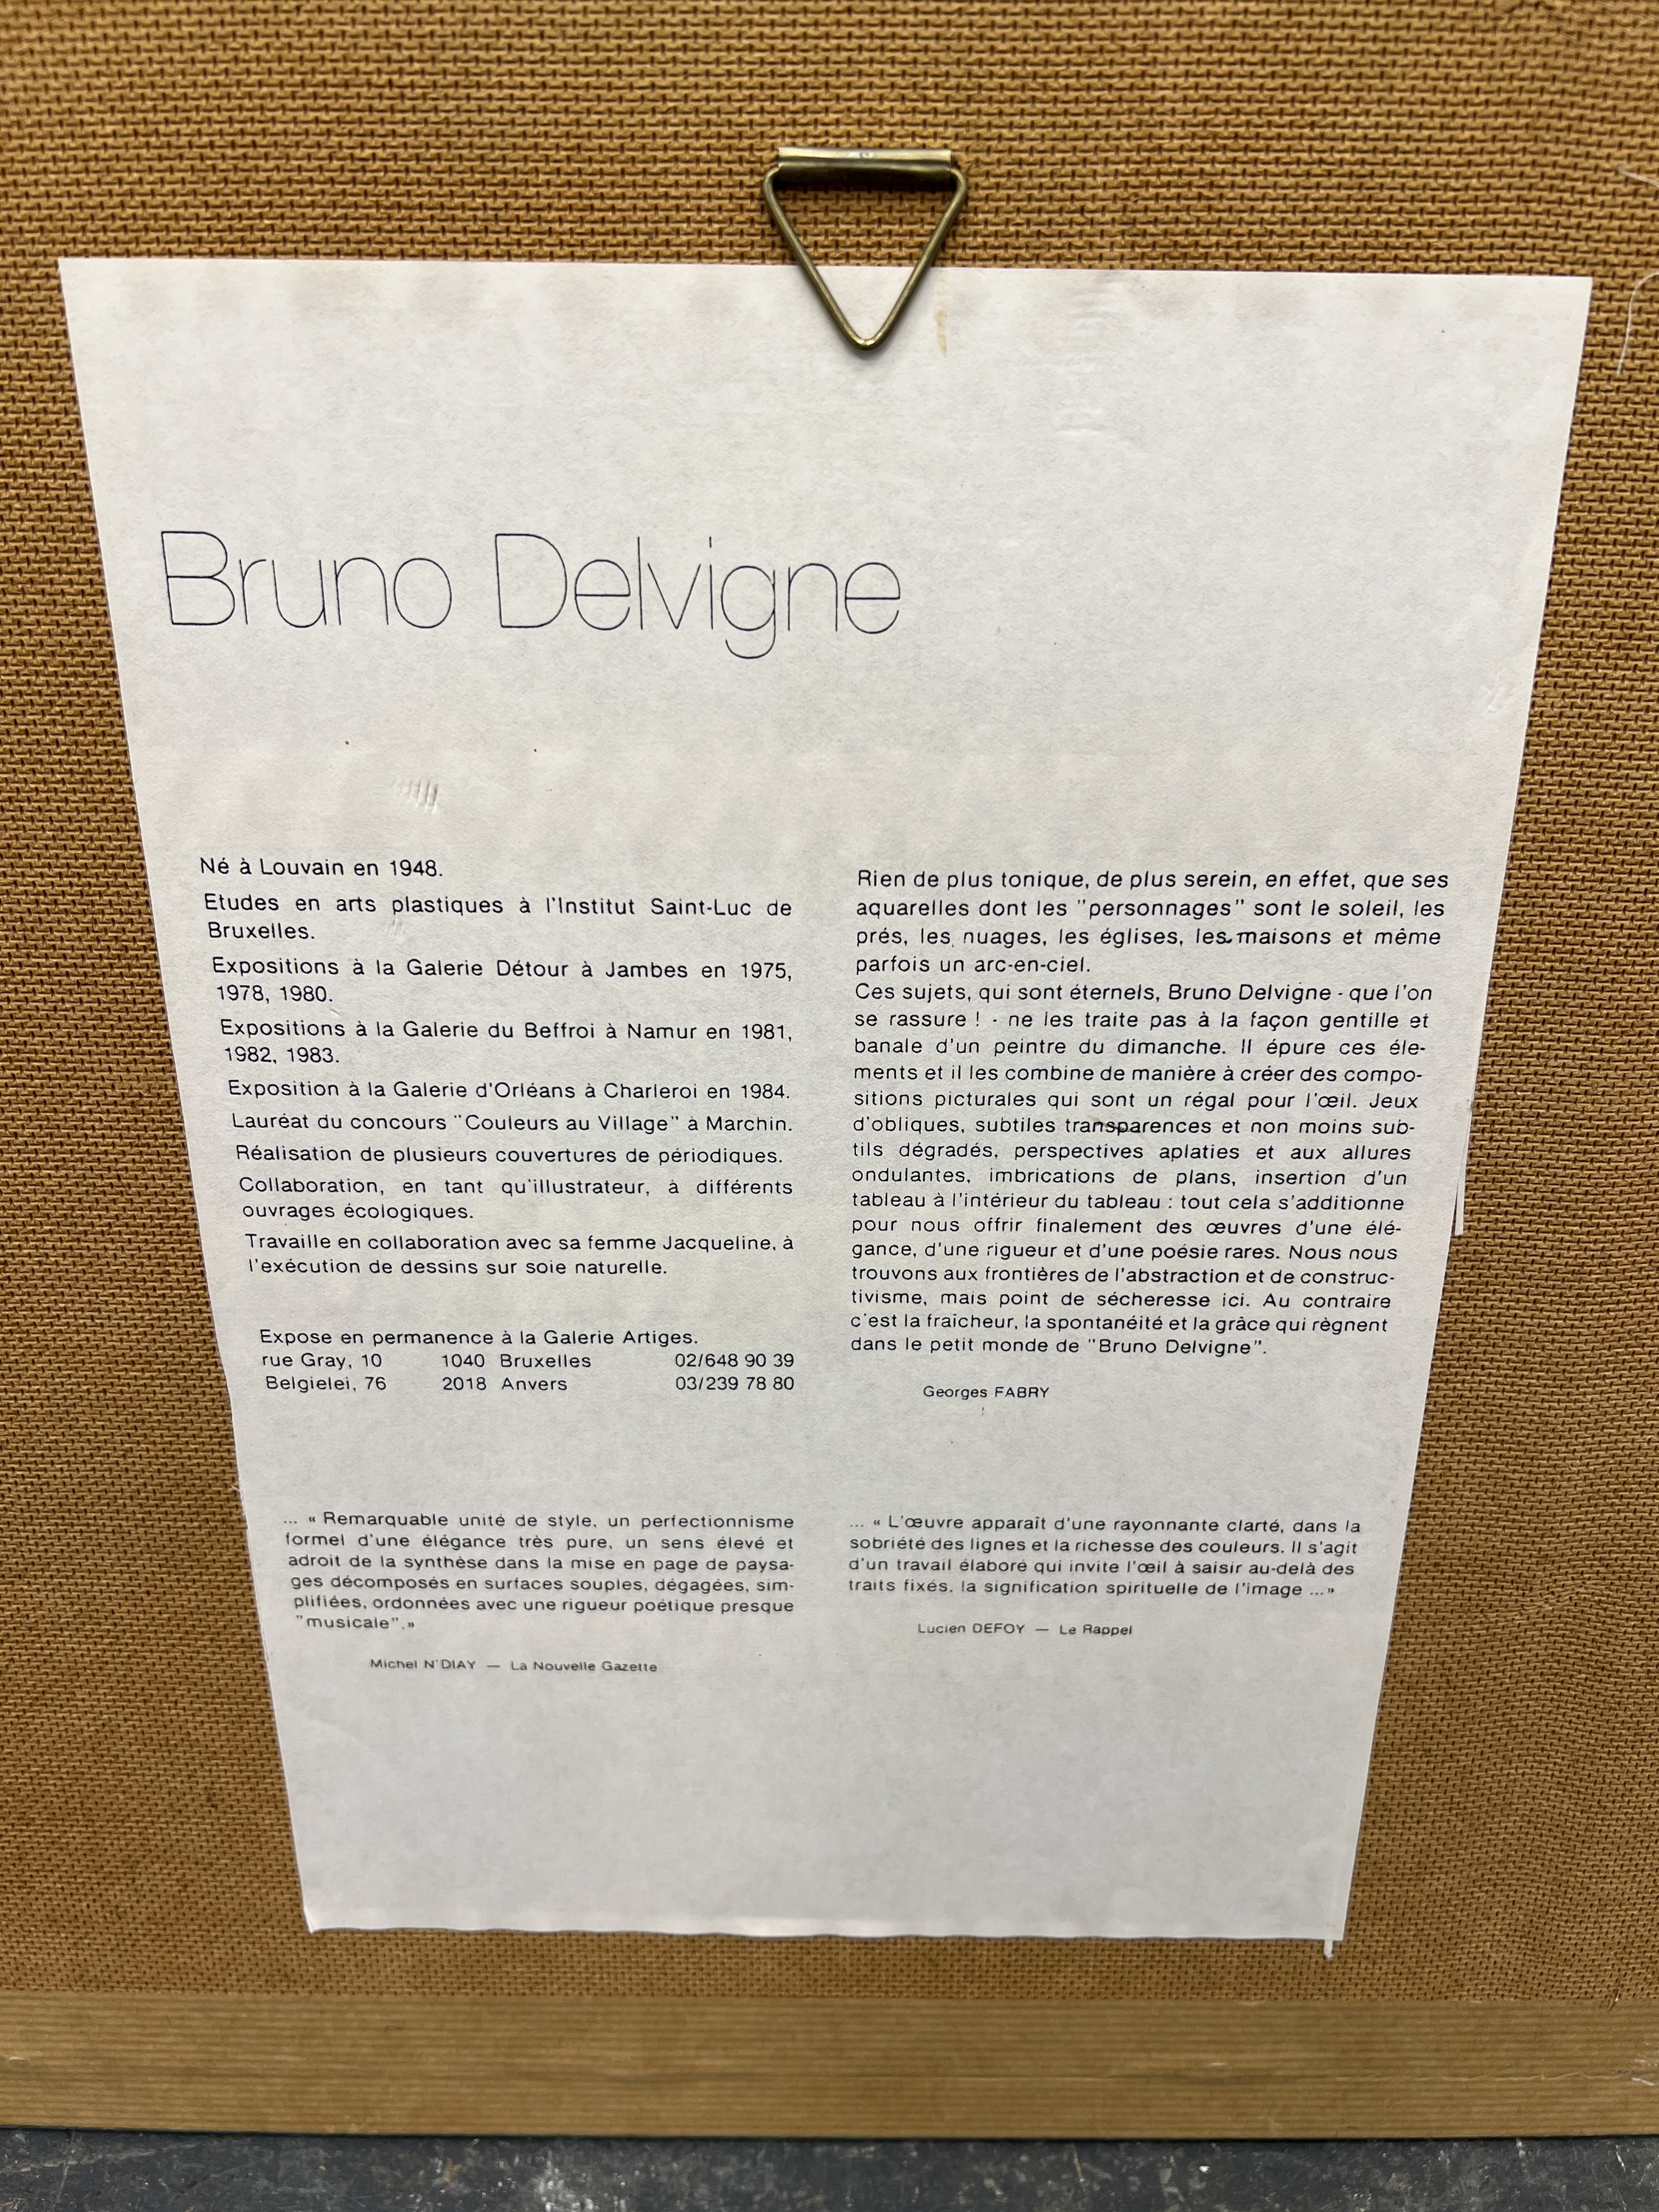 Bruno Delvigne
Né à Louvain en 1948.
Etudes en arts plastiques à l'Institut Saint-Luc de
Bruxelles.
Expositions à la Galerie Détour à Jambes en 1975,
1978, 1980.
Expositions à la Galerie du Beffroi à Namur en 1981,
1982, 1983.
Exposition à la Galerie d'Orléans à Charleroi en 1984.
Lauréat du concours "Couleurs au Village" à Marchin.
Réalisation de plusieurs couvertures de périodiques.
Collaboration, en tant qu'illustrateur, à différents
ouvrages écologiques.
Travaille en collaboration avec sa femme Jacqueline, à
l'exécution de dessins sur soie naturelle.
Expose en permanence à la Galerie Artiges.
rue Gray, 10 1040 Bruxelles 02/648 90 39
Belgielei, 76 2018 Anvers 03/239 78 80
Rien de plus tonique, de plus serein, en effet, que ses
aquarelles dont les "personnages" sont le soleil, les
prés, les nuages, les églises, les maisons et même
parfois un arc-en-ciel.
Ces sujets, qui sont éternels, Bruno Delvigne - que l'on
se rassure ! - ne les traite pas à la façon gentille et
banale d'un peintre du dimanche. Il épure ces éle-
ments et il les combine de manière à créer des compo-
sitions picturales qui sont un régal pour l'œil. Jeux
d'obliques, subtiles transparences et non moins sub-
tils dégradés, perspectives aplaties et aux allures
ondulantes, imbrications de plans, insertion d'un
tableau à l'intérieur du tableau : tout cela s'additionne
pour nous offrir finalement des œuvres d'une élé-
gance, d'une rigueur et d'une poésie rares. Nous nous
trouvons aux frontières de l'abstraction et de construc-
tivisme, mais point de sécheresse ici. Au contraire
c'est la fraîcheur, la spontanéité et la grâce qui règnent
dans le petit monde de "Bruno Delvigne".
Georges FABRY
... « Remarquable unité de style, un perfectionnisme
formel d'une élégance très pure, un sens élevé et
adroit de la synthèse dans la mise en page de paysa-
ges décomposés en surfaces souples, dégagées, sim-
plifiées, ordonnées avec une rigueur poétique presque
"musicale".»
Michel N'DIAY — La Nouvelle Gazette
... « L'œuvre apparaît d'une rayonnante clarté, dans la
sobriété des lignes et la richesse des couleurs. Il s'agit
d'un travail élaboré qui invite l'œil à saisir au-delà des
traits fixés, la signification spirituelle de l'image ...»
Lucien DEFOY — Le Rappel